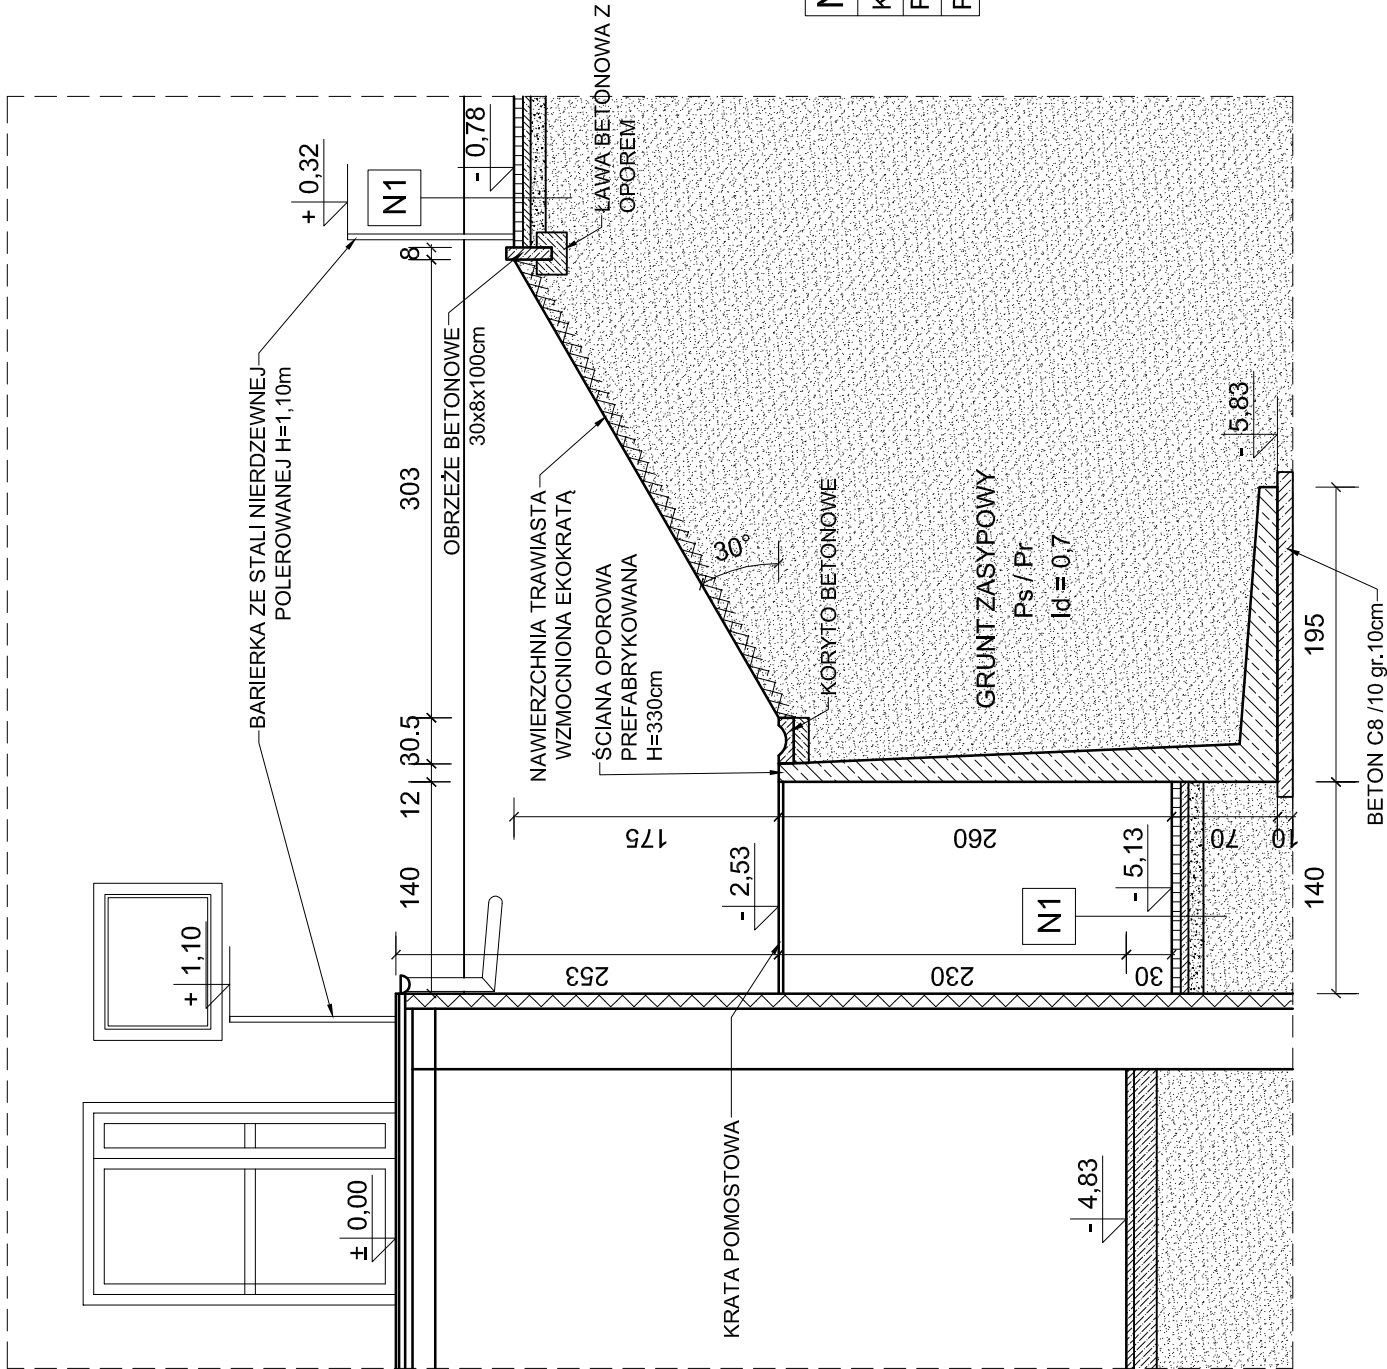 + 1,10
± 0,00
BARIERKA ZE STALI NIERDZEWNEJ
POLEROWANEJ H=1,10m
+ 0,32
N1
- 0,78
8
303
30.5
12
140
OBRZEŻE BETONOWE
30x8x100cm
ŁAWA BETONOWA Z
OPOREM
NAWIERZCHNIA TRAWIASTA
WZMOCNIONA EKOKRATĄ
ŚCIANA OPOROWA
PREFABRYKOWANA
H=330cm
30°
KORYTO BETONOWE
GRUNT ZASYPOWY
Ps / Pr
Id = 0,7
- 5,83
175
260
70
10
253
230
30
- 2,53
- 5,13
N1
KRATA POMOSTOWA
- 4,83
140
195
BETON C8 /10 gr.10cm